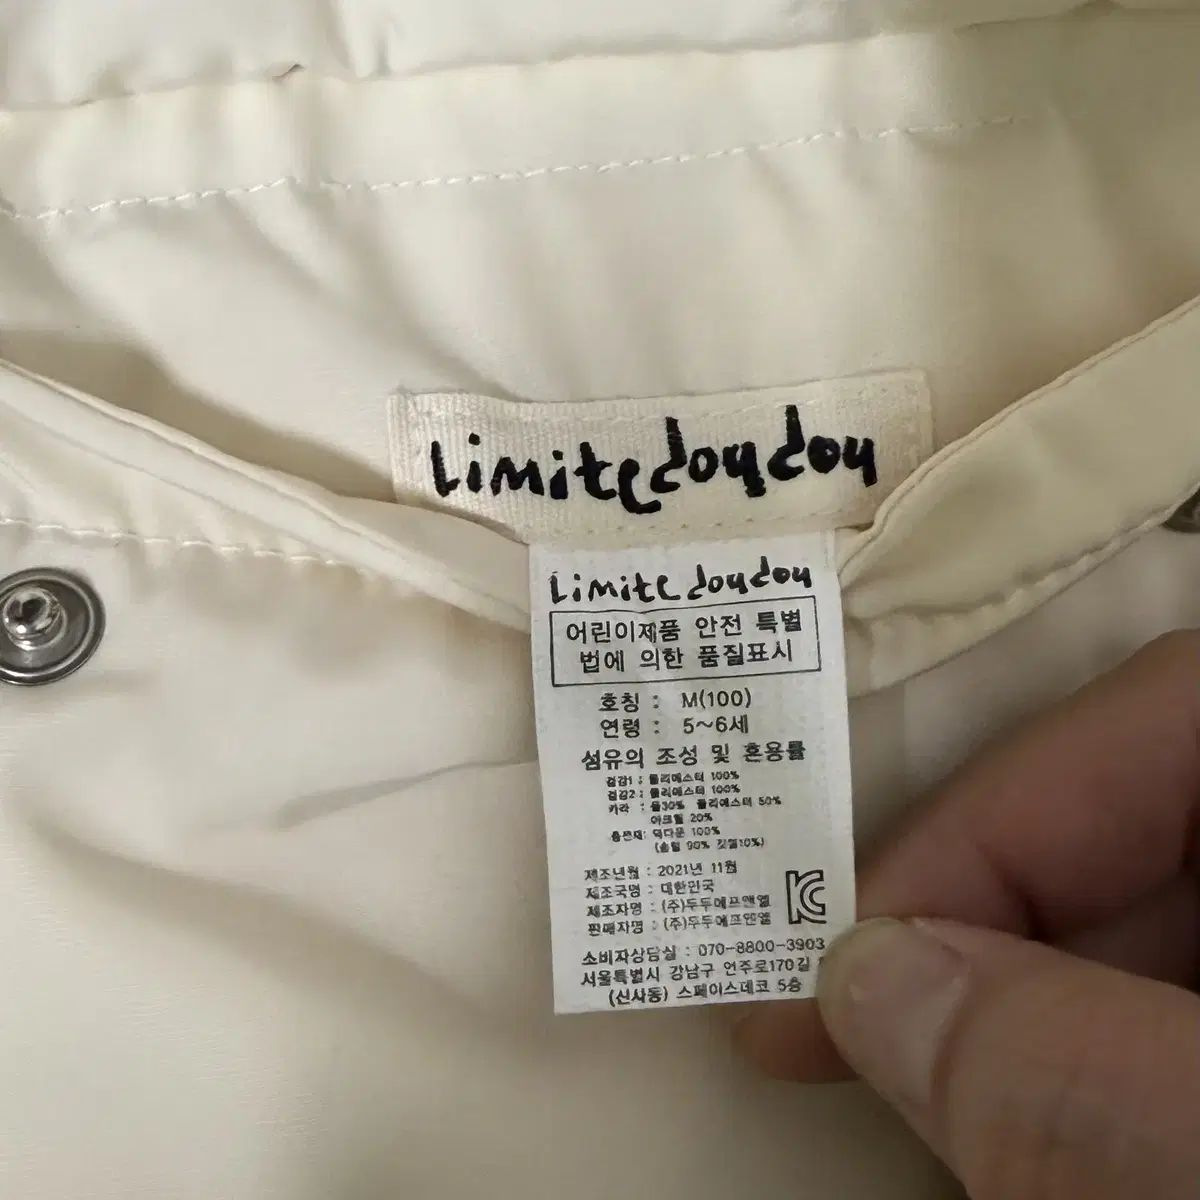 Limitedoudou
Limitedoudou
어린이제품 안전 특별
법에 의한 품질표시
호칭 : M(100)
연령 : 5~6세
섬유의 조성 및 혼용률
겉감1 : 폴리에스터 100%
겉감2 : 폴리에스터 100%
카라 : 울30% 폴리에스터 50%
아크릴 20%
충전재: 덕다운 100%
(솜털 90% 깃털10%)
제조년월 : 2021년 11월
제조국명 : 대한민국
제조자명 : (주)두두에프앤엘
판매자명 : (주)두두에프앤엘
소비자상담실 : 070-8800-3903
서울특별시 강남구 언주로170길
(신사동) 스페이스데코 5층